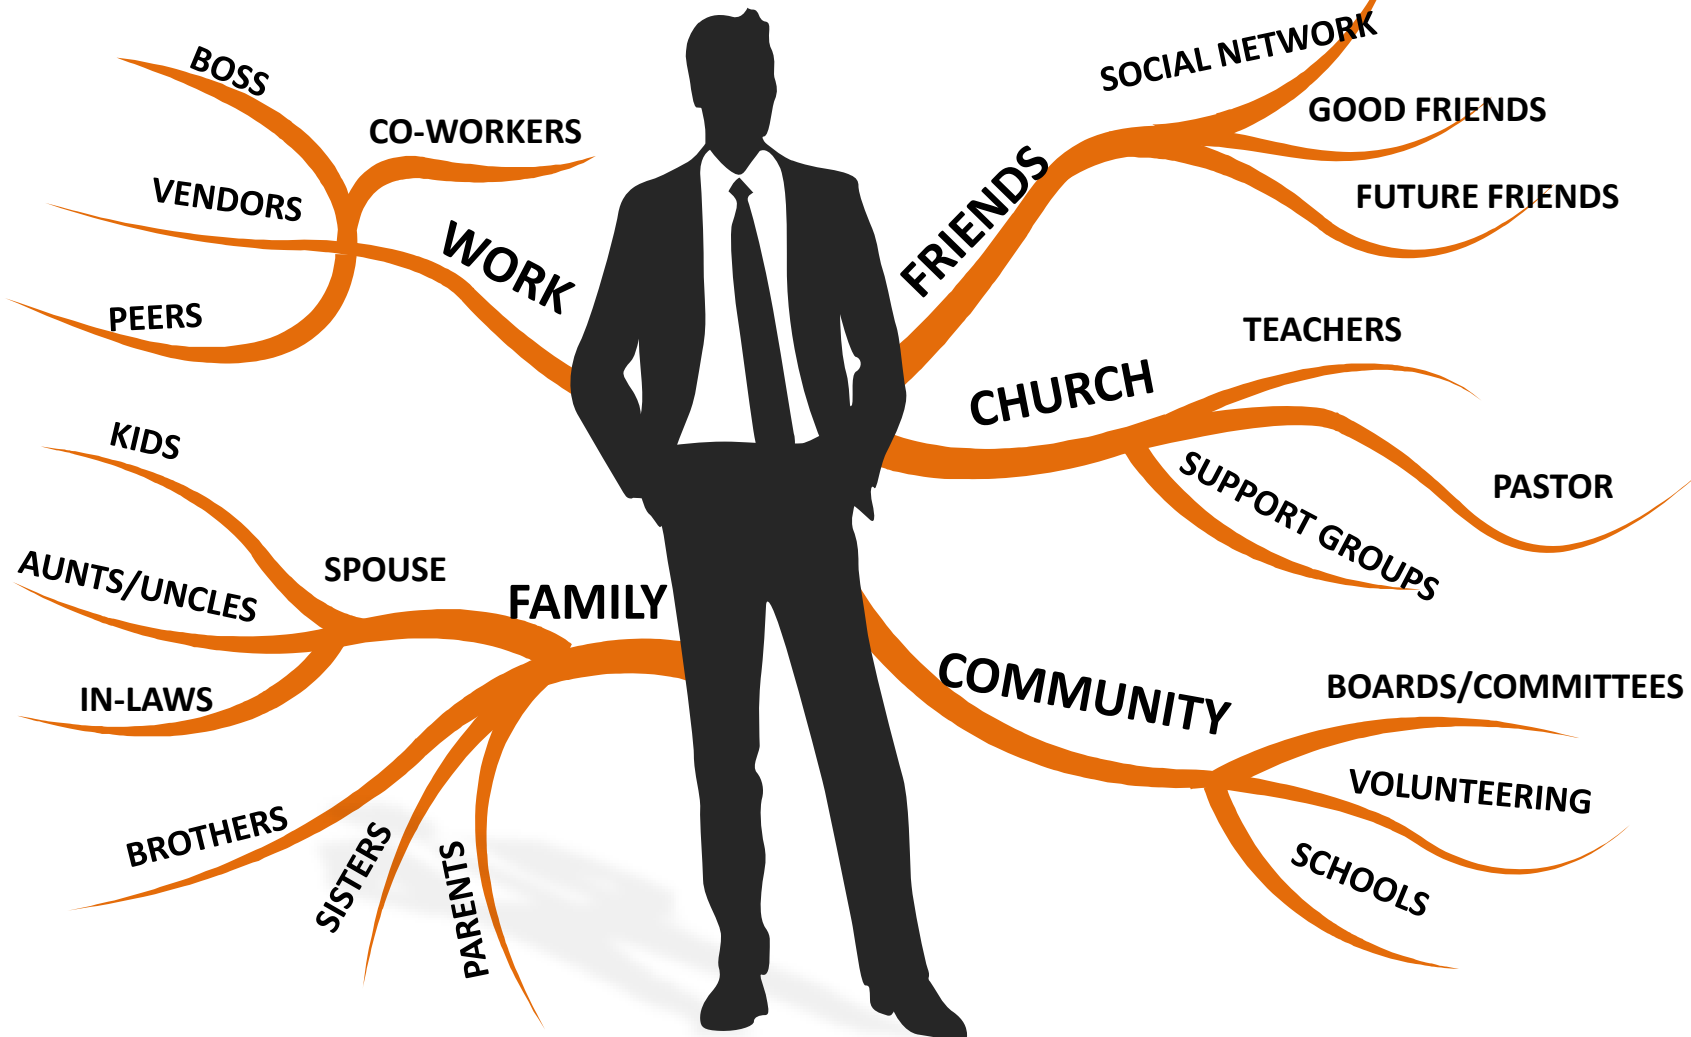 BOSS
CO-WORKERS
VENDORS
PEERS
WORK
SOCIAL NETWORK
GOOD FRIENDS
FUTURE FRIENDS
FRIENDS
TEACHERS
CHURCH
PASTOR
SUPPORT GROUPS
KIDS
AUNTS/UNCLES
SPOUSE
FAMILY
IN-LAWS
BROTHERS
SISTERS
PARENTS
COMMUNITY
BOARDS/COMMITTEES
VOLUNTEERING
SCHOOLS